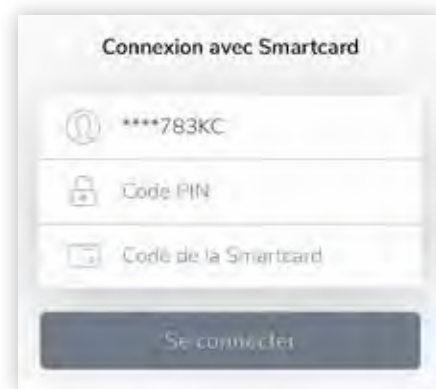 Connexion avec Smartcard
****783KC
Code PIN
Code de la Smartcard
Se connecter